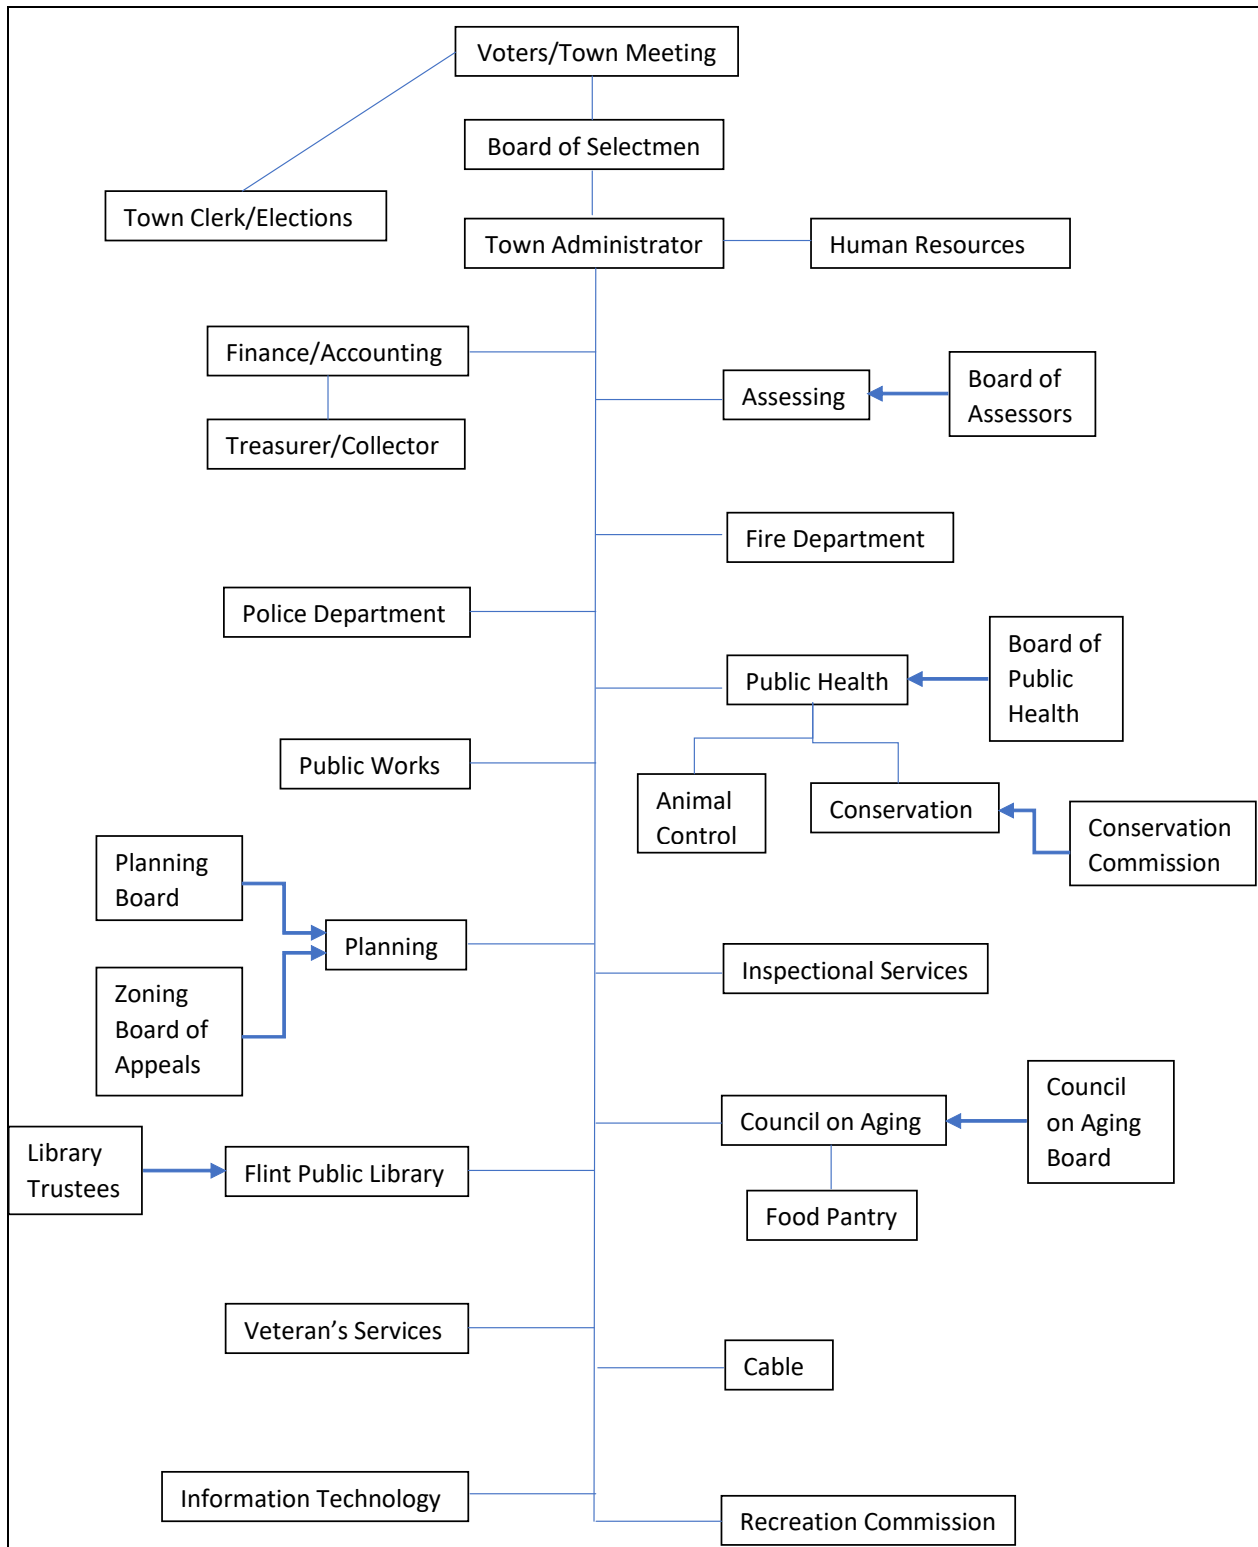 Voters/Town Meeting
Board of Selectmen
Town Clerk/Elections
Town Administrator
Human Resources
Finance/Accounting
Assessing
Board of
Assessors
Treasurer/Collector
Fire Department
Police Department
Public Health
Board of
Public
Health
Public Works
Animal
Control
Conservation
Conservation
Commission
Planning
Board
Planning
Zoning
Board of
Appeals
Inspectional Services
Council on Aging
Council
on Aging
Board
Library
Trustees
Flint Public Library
Food Pantry
Veteran’s Services
Cable
Information Technology
Recreation Commission